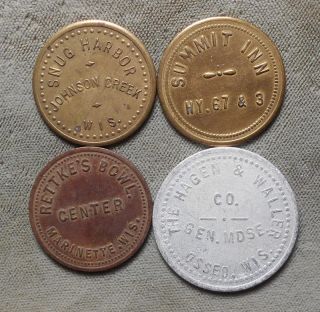 SNUG HARBOR
JOHNSON CREEK
WIS.
SUMMIT INN
HY. 67 & 3
RETTKE'S BOWL.
CENTER
MARINETTE, WIS.
THE HAGEN & WALLER
CO.
GEN. MDSE.
OSSEO, WIS.